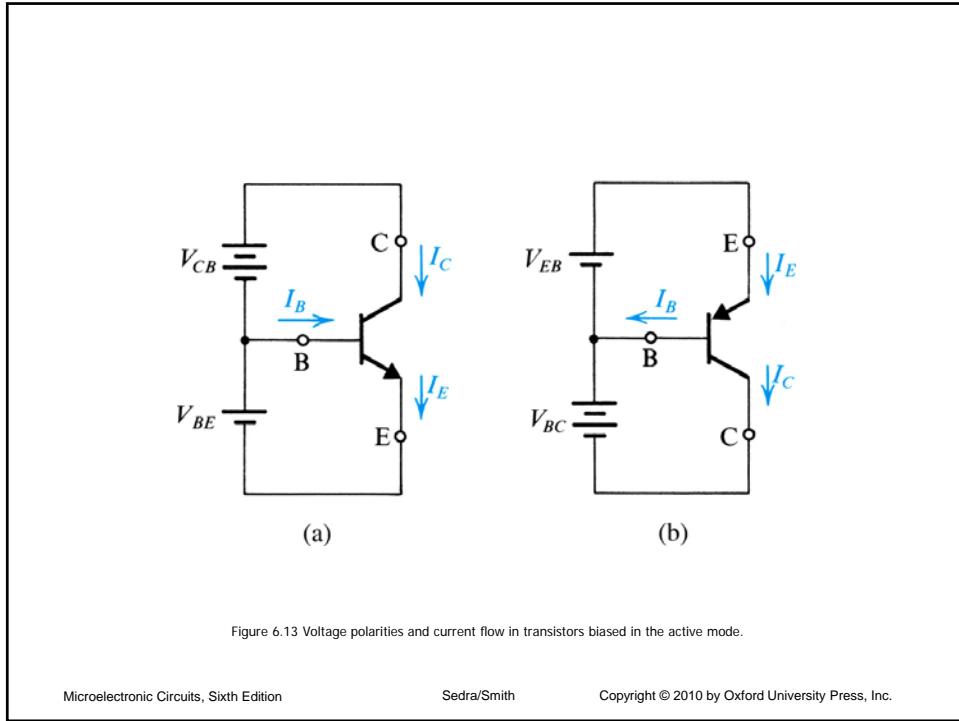 C
I_C
V_CB
I_B
B
I_E
V_BE
E
(a)
E
I_E
V_EB
I_B
B
I_C
V_BC
C
(b)
Figure 6.13 Voltage polarities and current flow in transistors biased in the active mode.
Microelectronic Circuits, Sixth Edition Sedra/Smith Copyright © 2010 by Oxford University Press, Inc.